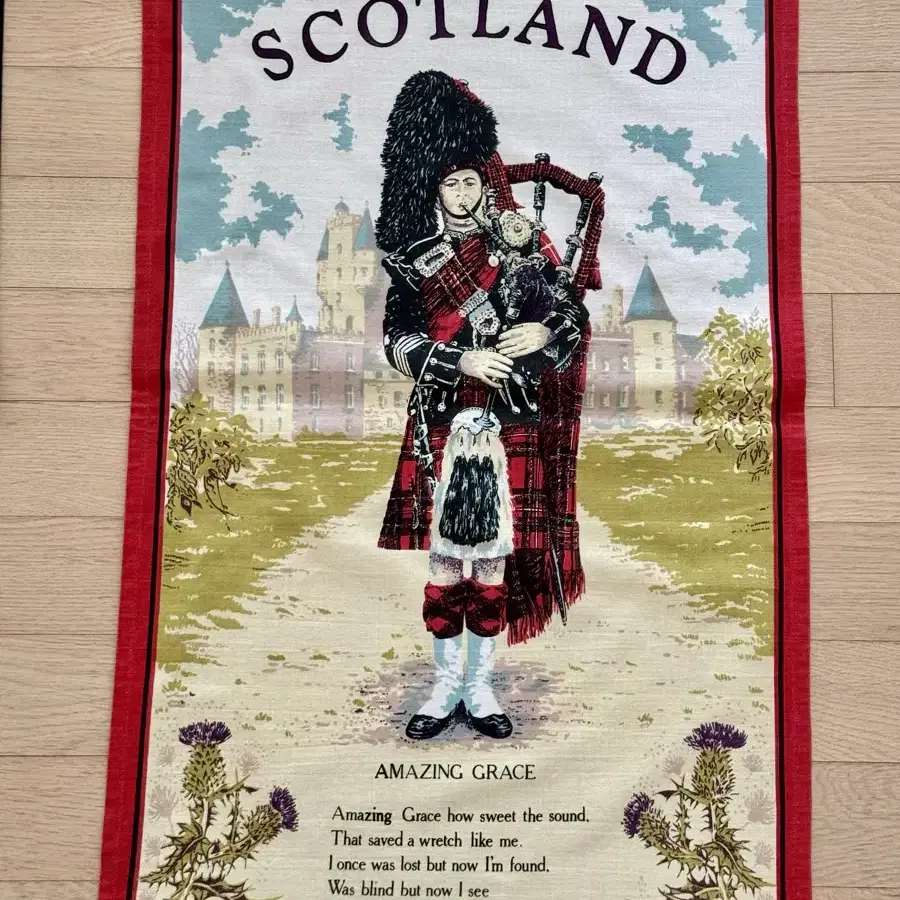 SCOTLAND
AMAZING GRACE
Amazing Grace how sweet the sound,
That saved a wretch like me.
I once was lost but now I'm found,
Was blind but now I see